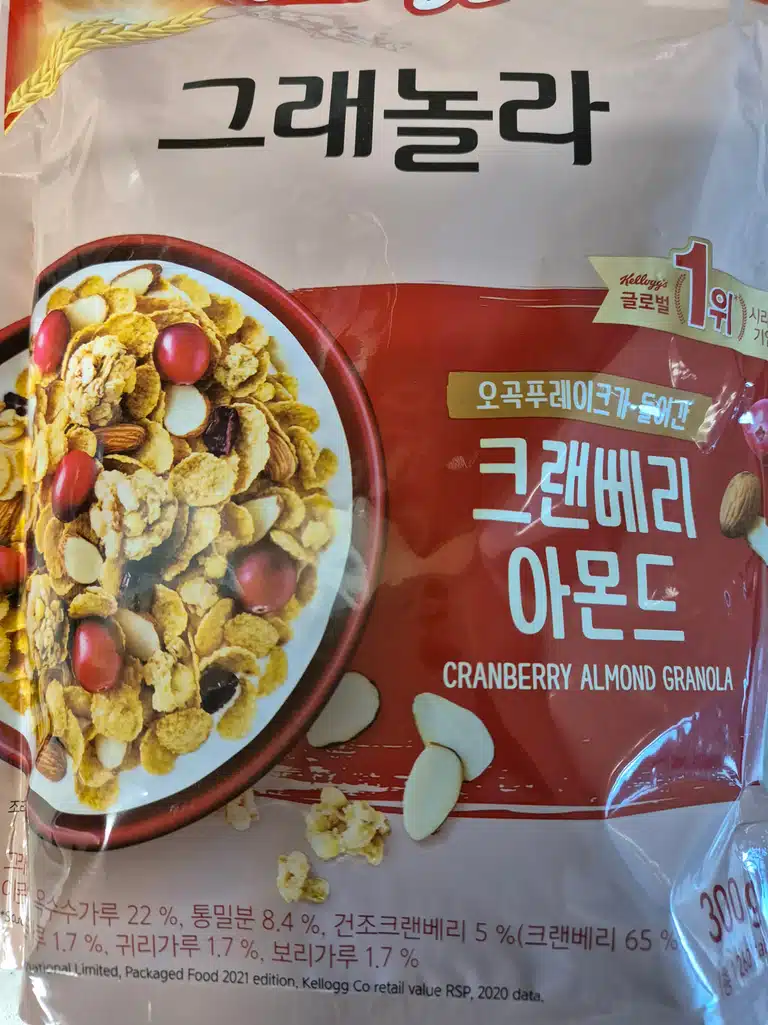 그래놀라
Kellogg's
글로벌 1위
오곡푸레이크가 들어간
크랜베리
아몬드
CRANBERRY ALMOND GRANOLA
300g
옥수수가루 22 %, 통밀분 8.4 %, 건조크랜베리 5 %(크랜베리 65 %
1.7 %, 귀리가루 1.7 %, 보리가루 1.7 %
Limited, Packaged Food 2021 edition, Kellogg Co retail value RSP, 2020 data.